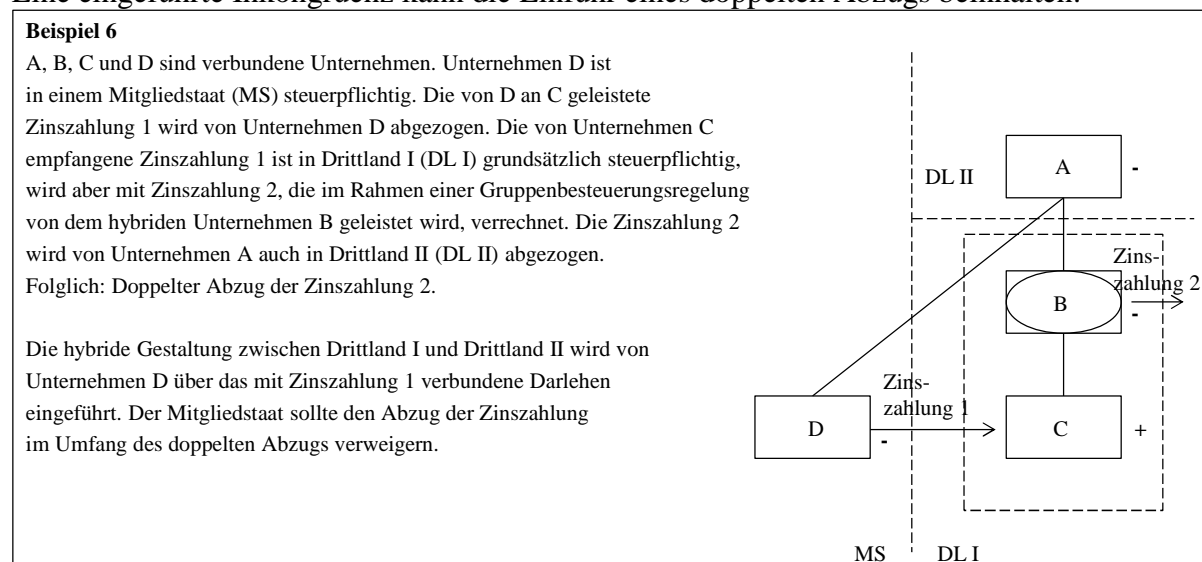 Eine eingeführte Inkongruenz kann die Einfuhr eines doppelten Abzugs beinhalten.
Beispiel 6
A, B, C und D sind verbundene Unternehmen. Unternehmen D ist
in einem Mitgliedstaat (MS) steuerpflichtig. Die von D an C geleistete
Zinszahlung 1 wird von Unternehmen D abgezogen. Die von Unternehmen C
empfangene Zinszahlung 1 ist in Drittland I (DL I) grundsätzlich steuerpflichtig,
wird aber mit Zinszahlung 2, die im Rahmen einer Gruppenbesteuerungsregelung
von dem hybriden Unternehmen B geleistet wird, verrechnet. Die Zinszahlung 2
wird von Unternehmen A auch in Drittland II (DL II) abgezogen.
Folglich: Doppelter Abzug der Zinszahlung 2.
Die hybride Gestaltung zwischen Drittland I und Drittland II wird von
Unternehmen D über das mit Zinszahlung 1 verbundene Darlehen
eingeführt. Der Mitgliedstaat sollte den Abzug der Zinszahlung
im Umfang des doppelten Abzugs verweigern.
DL II
A
-
Zins-
zahlung 2
B
-
Zins-
zahlung 1
D
-
C
+
MS
DL I